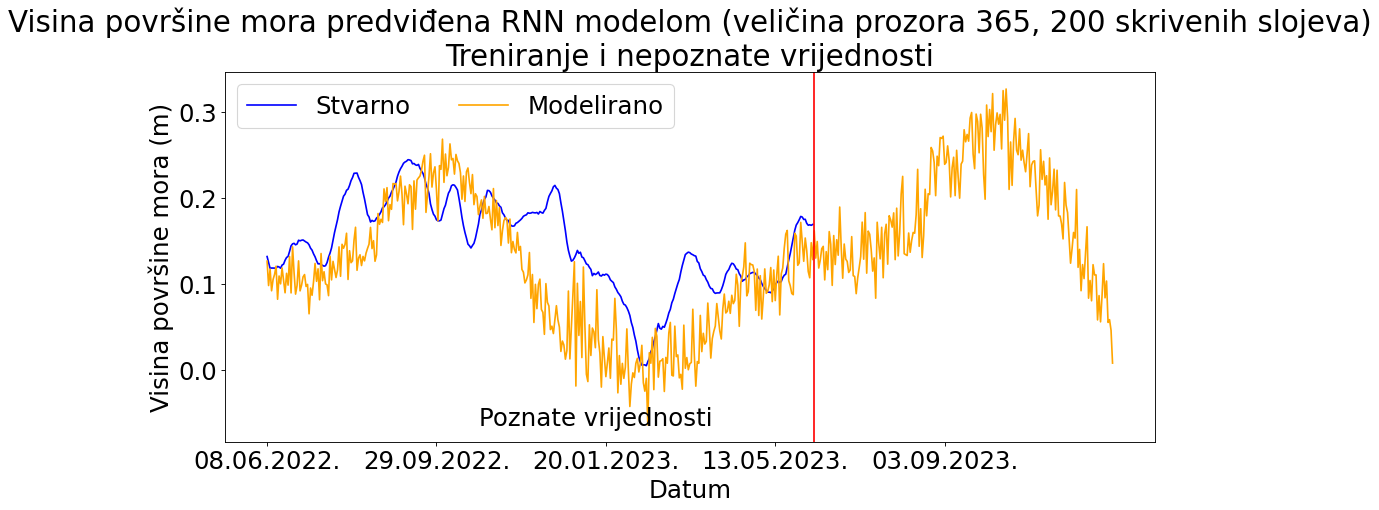 Visina površine mora predviđena RNN modelom (veličina prozora 365, 200 skrivenih slojeva)
Treniranje i nepoznate vrijednosti
Stvarno
Modelirano
Visina površine mora (m)
0.3
0.2
0.1
0.0
Poznate vrijednosti
08.06.2022.
29.09.2022.
20.01.2023.
13.05.2023.
03.09.2023.
Datum